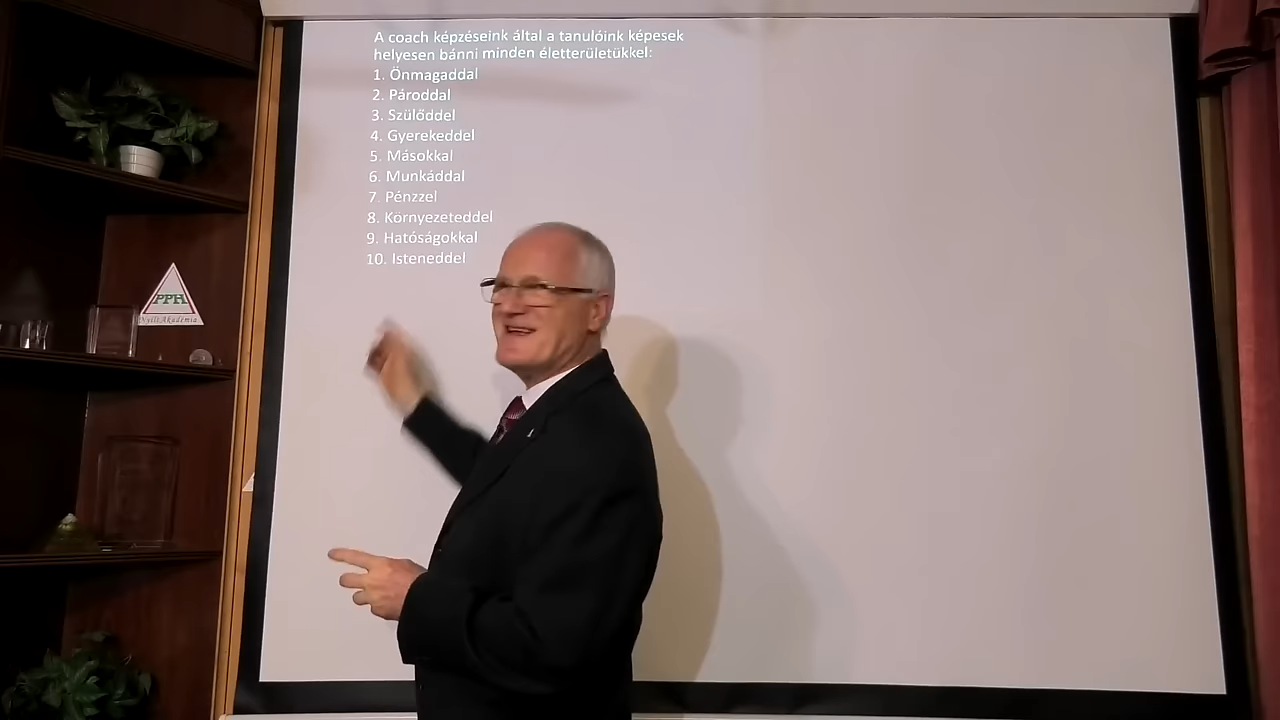 A coach képzéseink által a tanulóink képesek
helyesen bánni minden életterületükkel:
1. Önmagaddal
2. Pároddal
3. Szülőddel
4. Gyerekeddel
5. Másokkal
6. Munkáddal
7. Pénzzel
8. Környezeteddel
9. Hatóságokkal
10. Isteneddel
PPH
Nyílt Akadémia